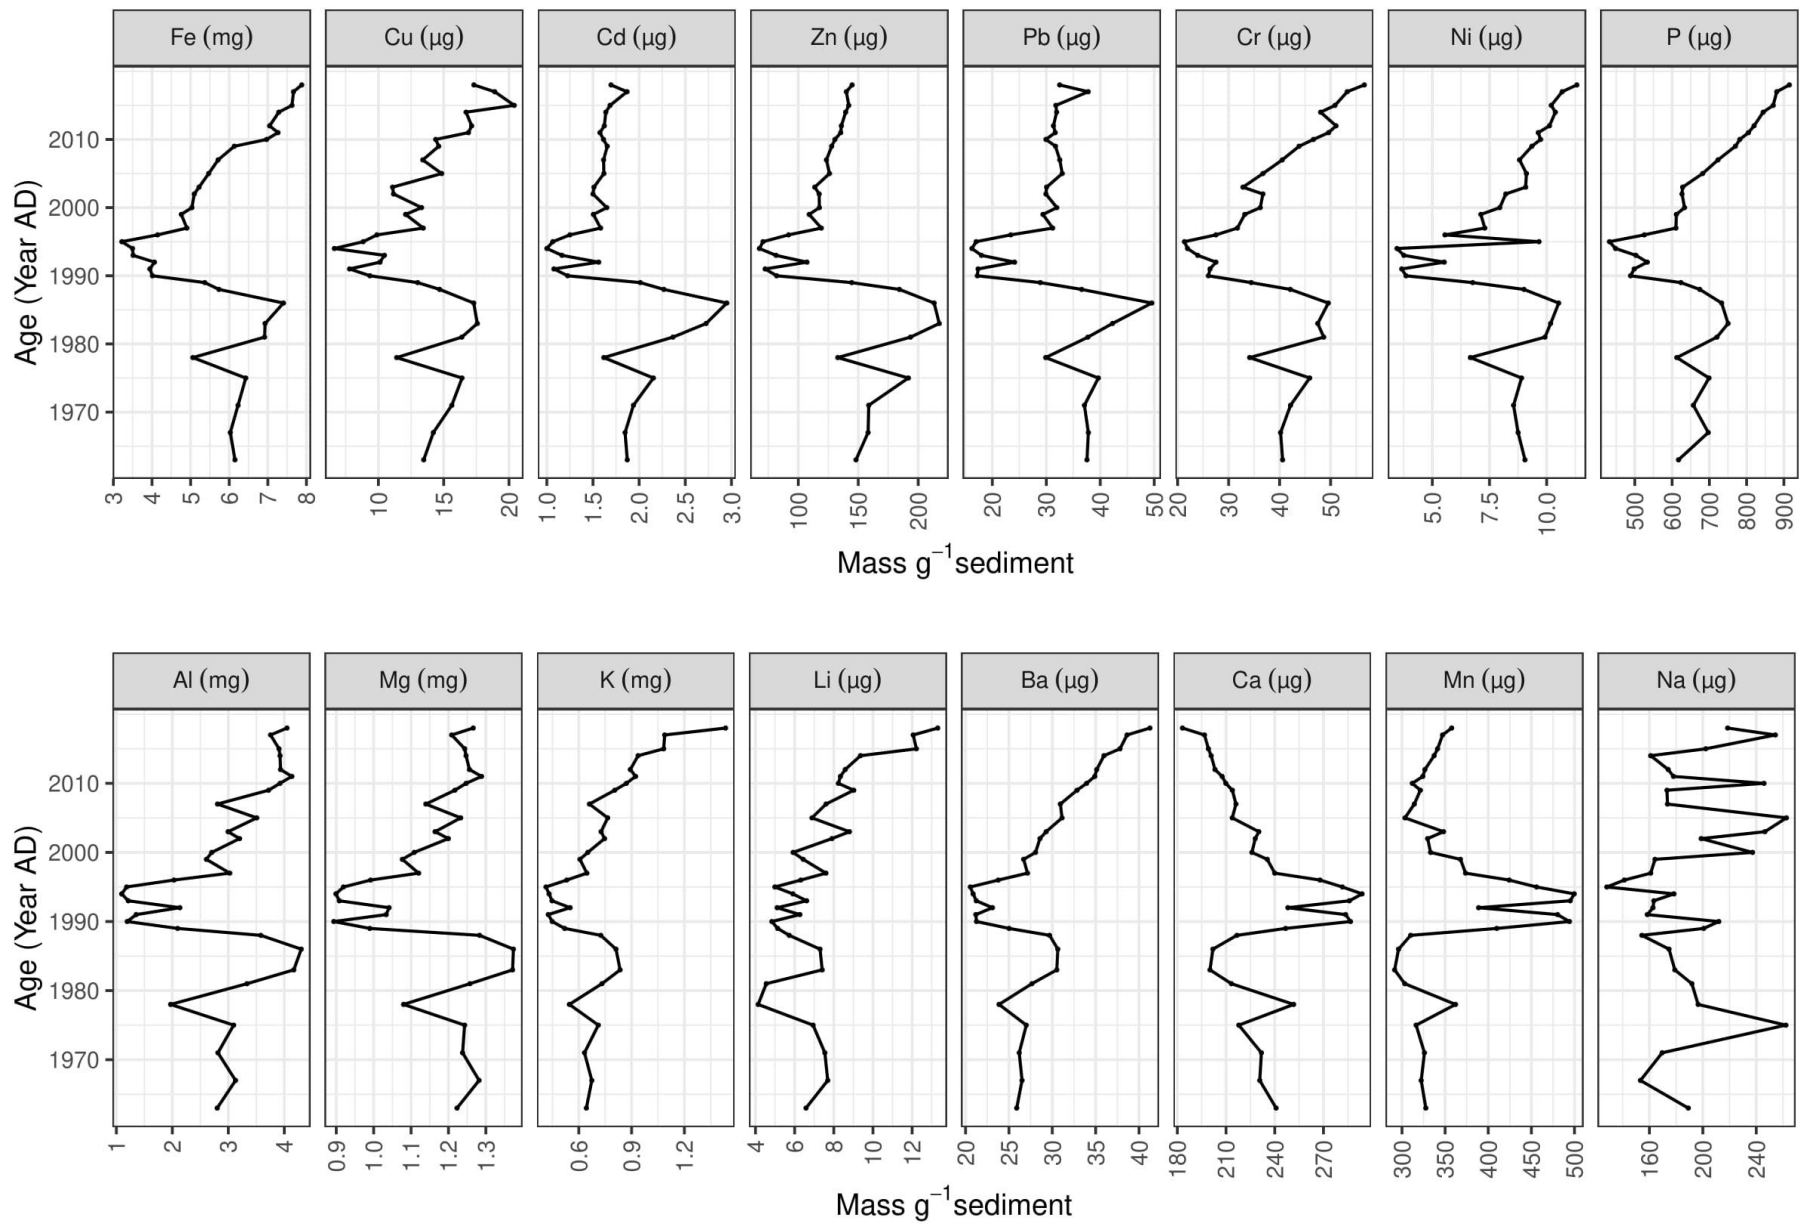 Fe (mg) Cu (µg) Cd (µg) Zn (µg) Pb (µg) Cr (µg) Ni (µg) P (µg)
Age (Year AD)
2010
2000
1990
1980
1970
3 4 5 6 7 8 10 15 20 1.0 1.5 2.0 2.5 3.0 100 150 200 20 30 40 50 20 30 40 50 5.0 7.5 10.0 500 600 700 800 900
Mass g⁻¹sediment
Al (mg) Mg (mg) K (mg) Li (µg) Ba (µg) Ca (µg) Mn (µg) Na (µg)
Age (Year AD)
2010
2000
1990
1980
1970
1 2 3 4 0.9 1.0 1.1 1.2 1.3 0.6 0.9 1.2 4 6 8 10 12 20 25 30 35 40 180 210 240 270 300 350 400 450 500 160 200 240
Mass g⁻¹sediment